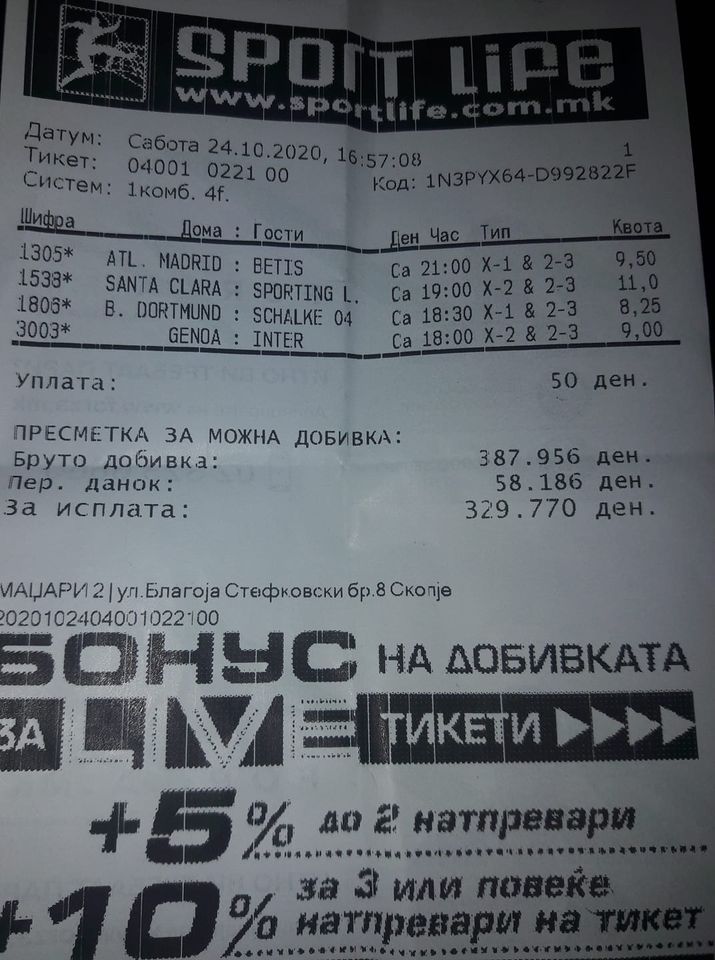 SPORT LiFe
www.sportlife.com.mk
Датум: Сабота 24.10.2020, 16:57:08 1
Тикет: 04001 0221 00 Код: 1N3PYX64-D992822F
Систем: 1комб. 4f.
Шифра Дома : Гости Ден Час Тип Квота
1305* ATL. MADRID : BETIS Са 21:00 X-1 & 2-3 9,50
1538* SANTA CLARA : SPORTING L. Са 19:00 X-2 & 2-3 11,0
1806* B. DORTMUND : SCHALKE 04 Са 18:30 X-1 & 2-3 8,25
3003* GENOA : INTER Са 18:00 X-2 & 2-3 9,00
Уплата: 50 ден.
ПРЕСМЕТКА ЗА МОЖНА ДОБИВКА:
Бруто добивка: 387.956 ден.
Пер. данок: 58.186 ден.
За исплата: 329.770 ден.
МАЏАРИ 2 | ул.Благоја Стефковски бр.8 Скопје
2020102404001022100
БОНУС НА ДОБИВКАТА
ЗА LIVE ТИКЕТИ
+5% до 2 натпревари
+10% за 3 или повеќе
натпревари на тикет